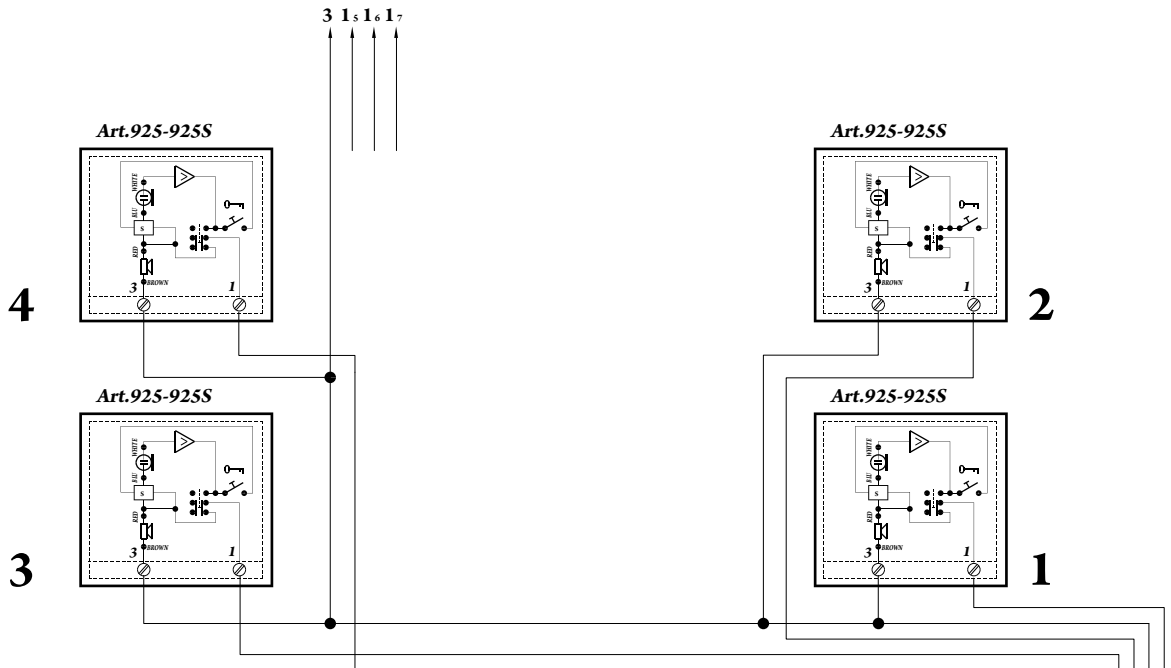 3 1₅ 1₆ 1₇
Art.925-925S
WHITE
BLU
S
RED
BROWN
3 1
4
Art.925-925S
WHITE
BLU
S
RED
BROWN
3 1
2
Art.925-925S
WHITE
BLU
S
RED
BROWN
3 1
3
Art.925-925S
WHITE
BLU
S
RED
BROWN
3 1
1